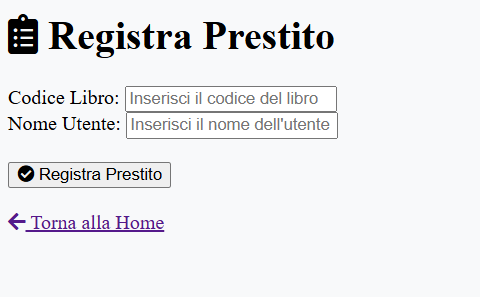 Registra Prestito
Codice Libro: Inserisci il codice del libro
Nome Utente: Inserisci il nome dell'utente
Registra Prestito
Torna alla Home